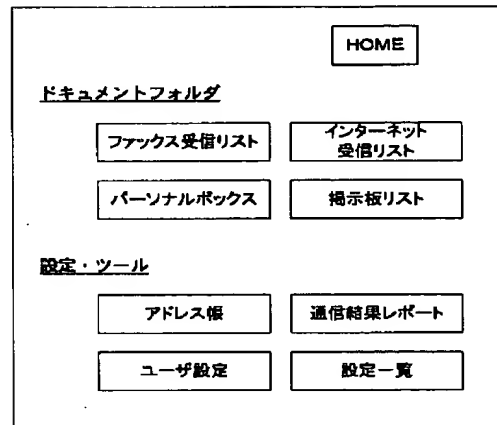 HOME
ドキュメントフォルダ
ファックス受信リスト
インターネット
受信リスト
パーソナルボックス
掲示板リスト
設定・ツール
アドレス帳
通信結果レポート
ユーザ設定
設定一覧